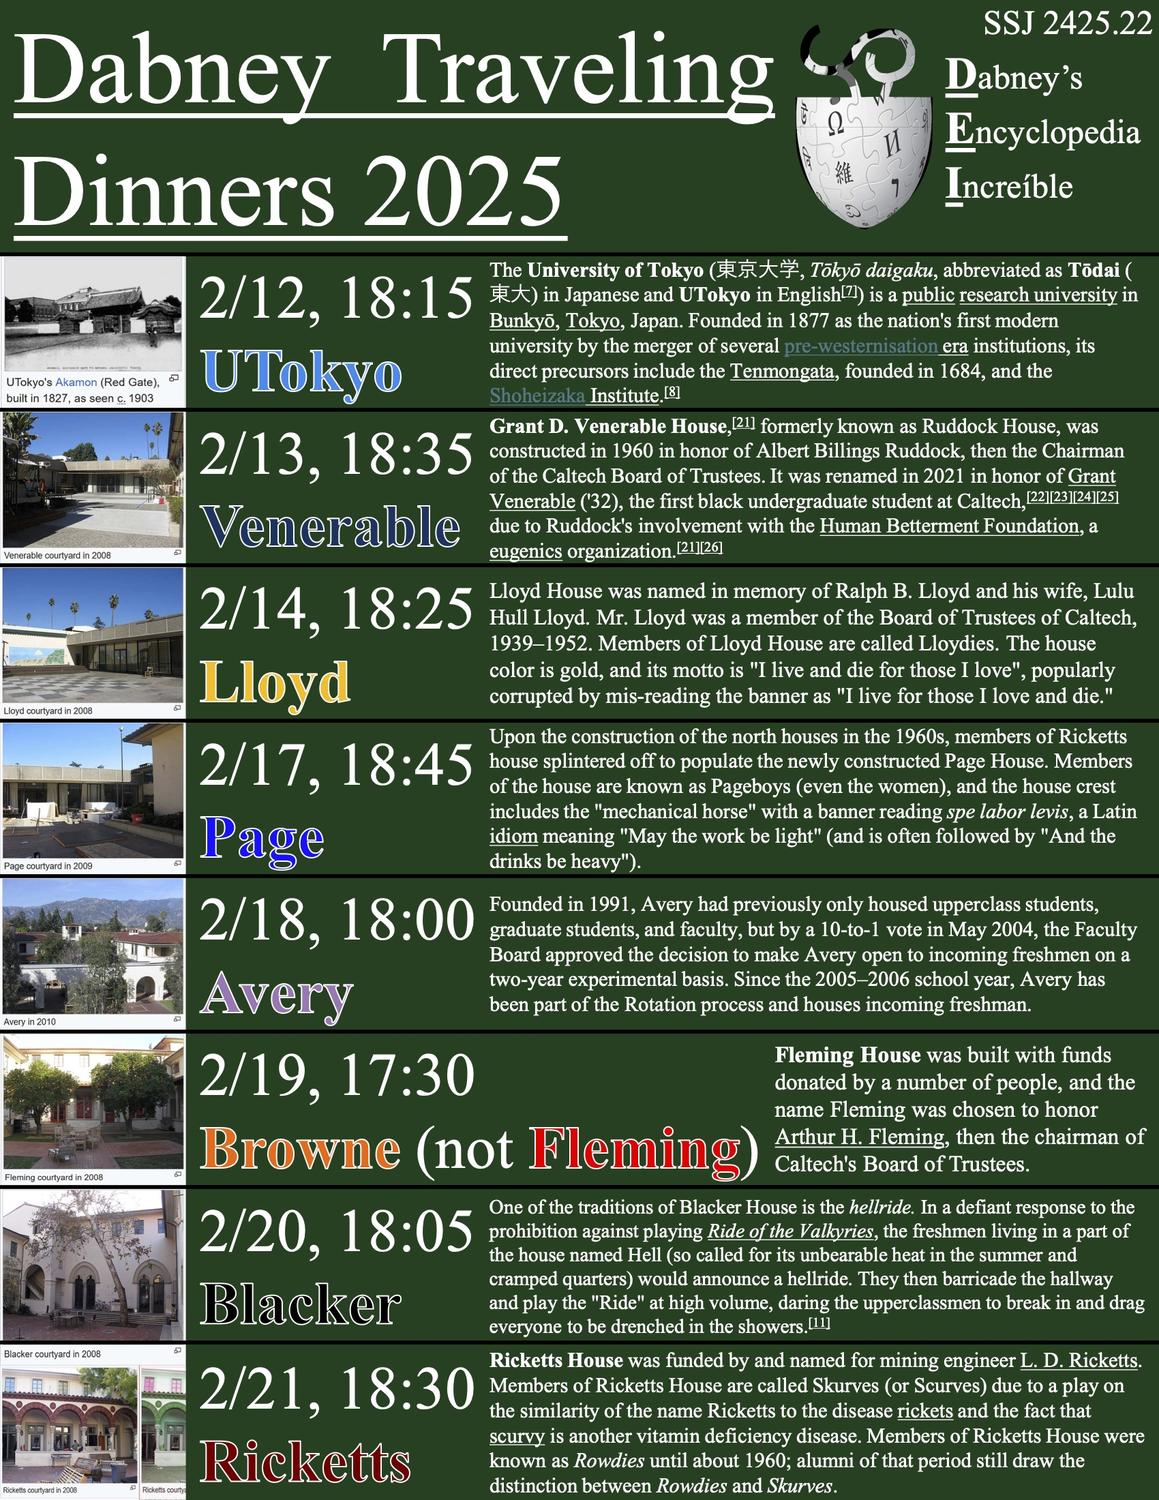 SSJ 2425.22
Dabney Traveling
Dinners 2025
Dabney's
Encyclopedia
Increíble
Ω
И
維
UTokyo's Akamon (Red Gate),
built in 1827, as seen c. 1903
2/12, 18:15
UTokyo
The University of Tokyo (東京大学, Tōkyō daigaku, abbreviated as Tōdai (
東大) in Japanese and UTokyo in English[7]) is a public research university in
Bunkyō, Tokyo, Japan. Founded in 1877 as the nation's first modern
university by the merger of several pre-westernisation era institutions, its
direct precursors include the Tenmongata, founded in 1684, and the
Shoheizaka Institute.[8]
Venerable courtyard in 2008
2/13, 18:35
Venerable
Grant D. Venerable House,[21] formerly known as Ruddock House, was
constructed in 1960 in honor of Albert Billings Ruddock, then the Chairman
of the Caltech Board of Trustees. It was renamed in 2021 in honor of Grant
Venerable ('32), the first black undergraduate student at Caltech,[22][23][24][25]
due to Ruddock's involvement with the Human Betterment Foundation, a
eugenics organization.[21][26]
Lloyd courtyard in 2008
2/14, 18:25
Lloyd
Lloyd House was named in memory of Ralph B. Lloyd and his wife, Lulu
Hull Lloyd. Mr. Lloyd was a member of the Board of Trustees of Caltech,
1939–1952. Members of Lloyd House are called Lloydies. The house
color is gold, and its motto is "I live and die for those I love", popularly
corrupted by mis-reading the banner as "I live for those I love and die."
Page courtyard in 2009
2/17, 18:45
Page
Upon the construction of the north houses in the 1960s, members of Ricketts
house splintered off to populate the newly constructed Page House. Members
of the house are known as Pageboys (even the women), and the house crest
includes the "mechanical horse" with a banner reading spe labor levis, a Latin
idiom meaning "May the work be light" (and is often followed by "And the
drinks be heavy").
Avery in 2010
2/18, 18:00
Avery
Founded in 1991, Avery had previously only housed upperclass students,
graduate students, and faculty, but by a 10-to-1 vote in May 2004, the Faculty
Board approved the decision to make Avery open to incoming freshmen on a
two-year experimental basis. Since the 2005–2006 school year, Avery has
been part of the Rotation process and houses incoming freshman.
Fleming courtyard in 2008
2/19, 17:30
Browne (not Fleming)
Fleming House was built with funds
donated by a number of people, and the
name Fleming was chosen to honor
Arthur H. Fleming, then the chairman of
Caltech's Board of Trustees.
2/20, 18:05
Blacker
One of the traditions of Blacker House is the hellride. In a defiant response to the
prohibition against playing Ride of the Valkyries, the freshmen living in a part of
the house named Hell (so called for its unbearable heat in the summer and
cramped quarters) would announce a hellride. They then barricade the hallway
and play the "Ride" at high volume, daring the upperclassmen to break in and drag
everyone to be drenched in the showers.[11]
Blacker courtyard in 2008
Ricketts courtyard in 2008
Ricketts courty
2/21, 18:30
Ricketts
Ricketts House was funded by and named for mining engineer L. D. Ricketts.
Members of Ricketts House are called Skurves (or Scurves) due to a play on
the similarity of the name Ricketts to the disease rickets and the fact that
scurvy is another vitamin deficiency disease. Members of Ricketts House were
known as Rowdies until about 1960; alumni of that period still draw the
distinction between Rowdies and Skurves.